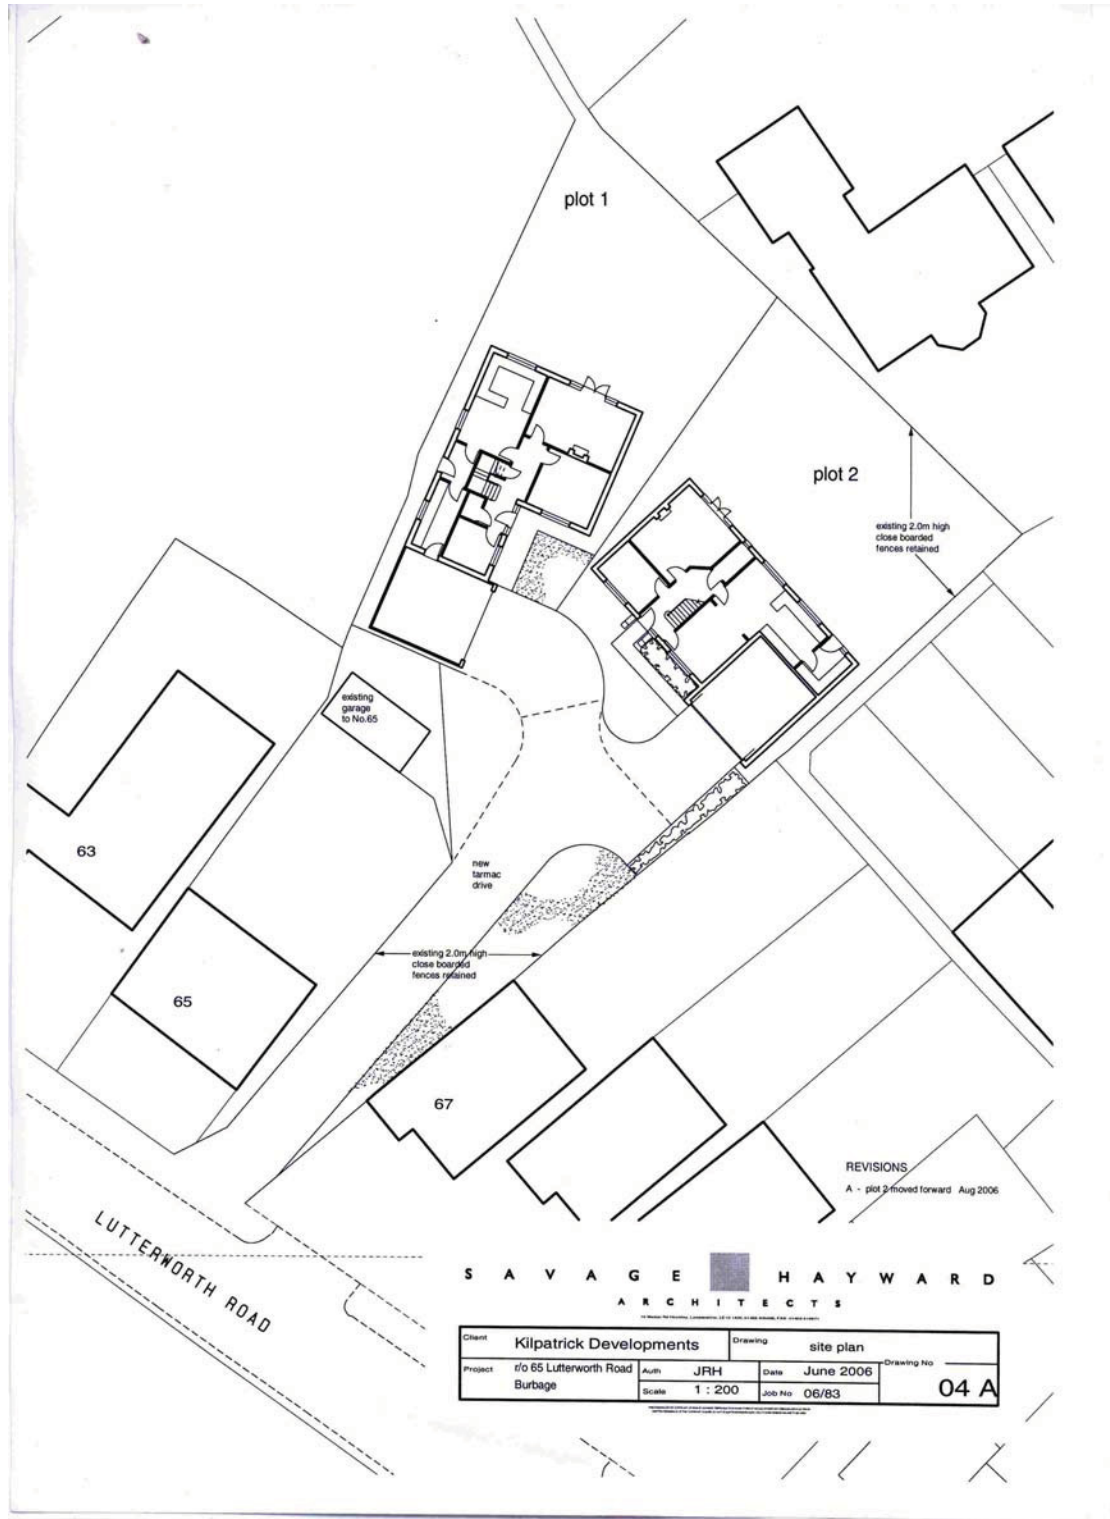 plot 1
plot 2
existing 2.0m high
close boarded
fences retained
existing
garage
to No.65
63
new
tarmac
drive
existing 2.0m high
close boarded
fences retained
65
67
REVISIONS
A - plot 2 moved forward Aug 2006
LUTTERWORTH ROAD
SAVAGE HAYWARD
ARCHITECTS
Client Kilpatrick Developments
Drawing site plan
Project r/o 65 Lutterworth Road
Burbage
Auth JRH
Date June 2006
Drawing No
04 A
Scale 1 : 200
Job No 06/83